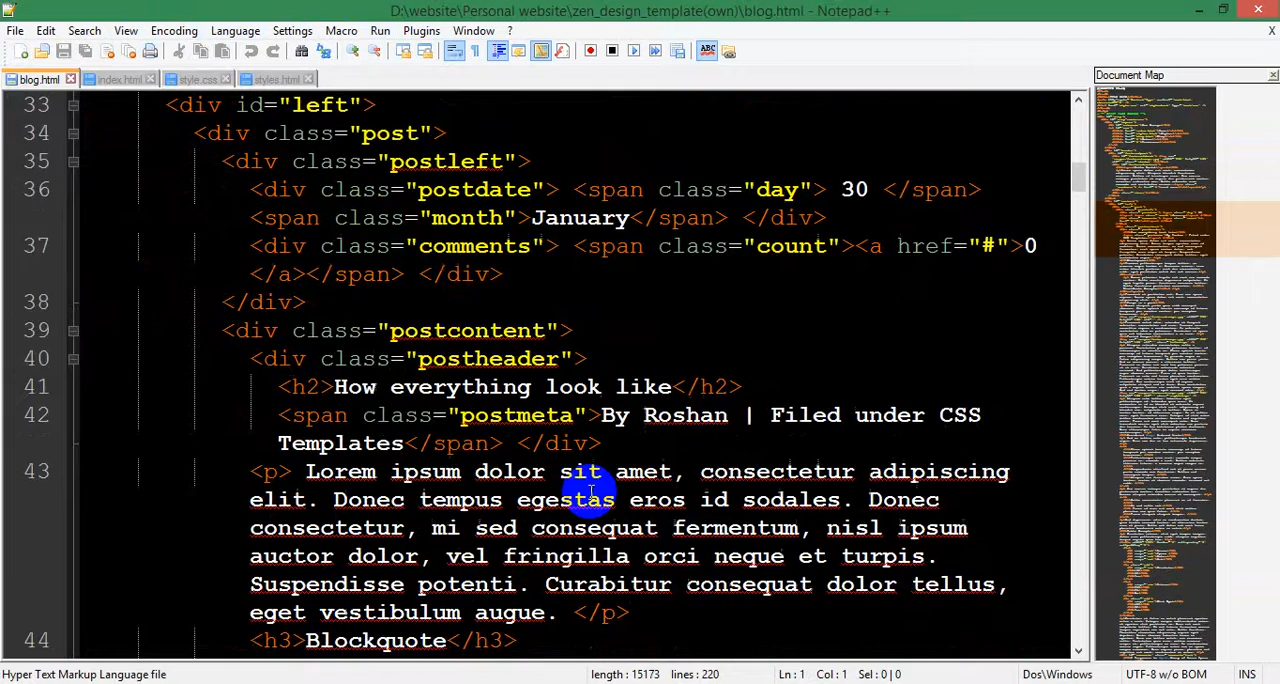 D:\website\Personal website\zen_design_template(own)\blog.html - Notepad++
File Edit Search View Encoding Language Settings Macro Run Plugins Window ? X
blog.html index.html style.css styles.html
Document Map
33 <div id="left">
34 <div class="post">
35 <div class="postleft">
36 <div class="postdate"> <span class="day"> 30 </span>
<span class="month">January</span> </div>
37 <div class="comments"> <span class="count"><a href="#">0
</a></span> </div>
38 </div>
39 <div class="postcontent">
40 <div class="postheader">
41 <h2>How everything look like</h2>
42 <span class="postmeta">By Roshan | Filed under CSS
Templates</span> </div>
43 <p> Lorem ipsum dolor sit amet, consectetur adipiscing
elit. Donec tempus egestas eros id sodales. Donec
consectetur, mi sed consequat fermentum, nisl ipsum
auctor dolor, vel fringilla orci neque et turpis.
Suspendisse potenti. Curabitur consequat dolor tellus,
eget vestibulum augue. </p>
44 <h3>Blockquote</h3>
Hyper Text Markup Language file length : 15173 lines : 220 Ln : 1 Col : 1 Sel : 0 | 0 Dos\Windows UTF-8 w/o BOM INS